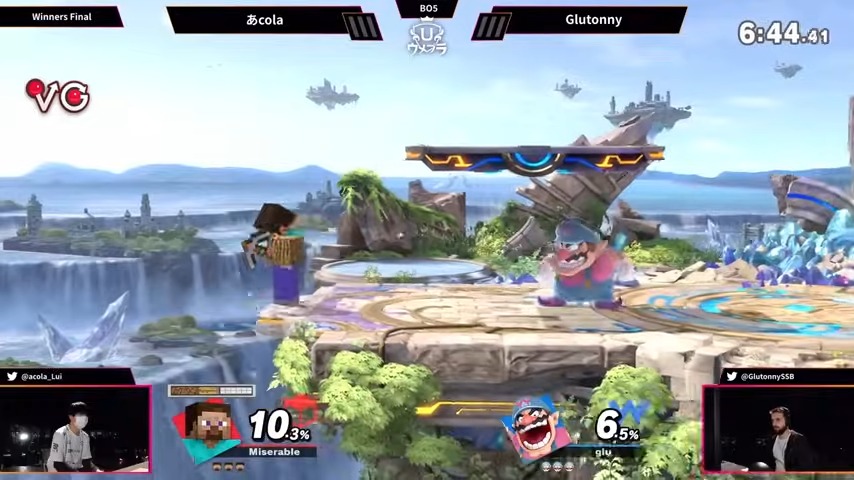 Winners Final
あcola
BO5
Glutonny
U
ウメブラ
6:44.41
VG
@acola_Lui
@GlutonnySSB
10.3%
Miserable
6.5%
glu